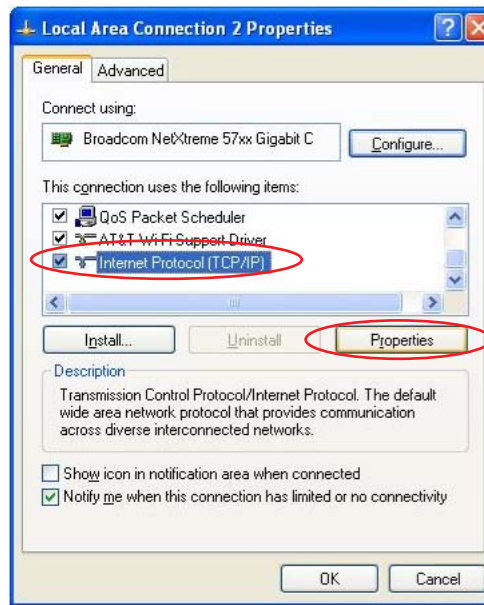 Local Area Connection 2 Properties
General
Advanced
Connect using:
Broadcom NetXtreme 57xx Gigabit C
Configure...
This connection uses the following items:
QoS Packet Scheduler
AT&T Wi Fi Support Driver
Internet Protocol (TCP/IP)
Install...
Uninstall
Properties
Description
Transmission Control Protocol/Internet Protocol. The default
wide area network protocol that provides communication
across diverse interconnected networks.
Show icon in notification area when connected
Notify me when this connection has limited or no connectivity
OK
Cancel